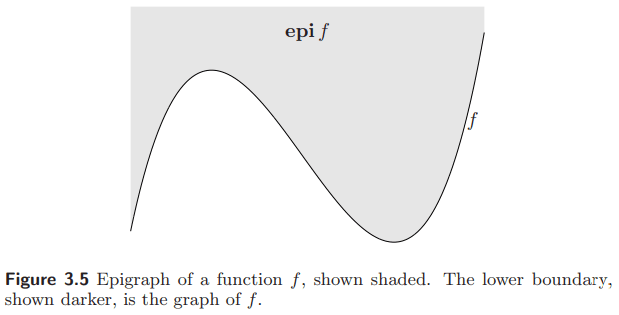 epi f
f
Figure 3.5 Epigraph of a function f, shown shaded. The lower boundary,
shown darker, is the graph of f.